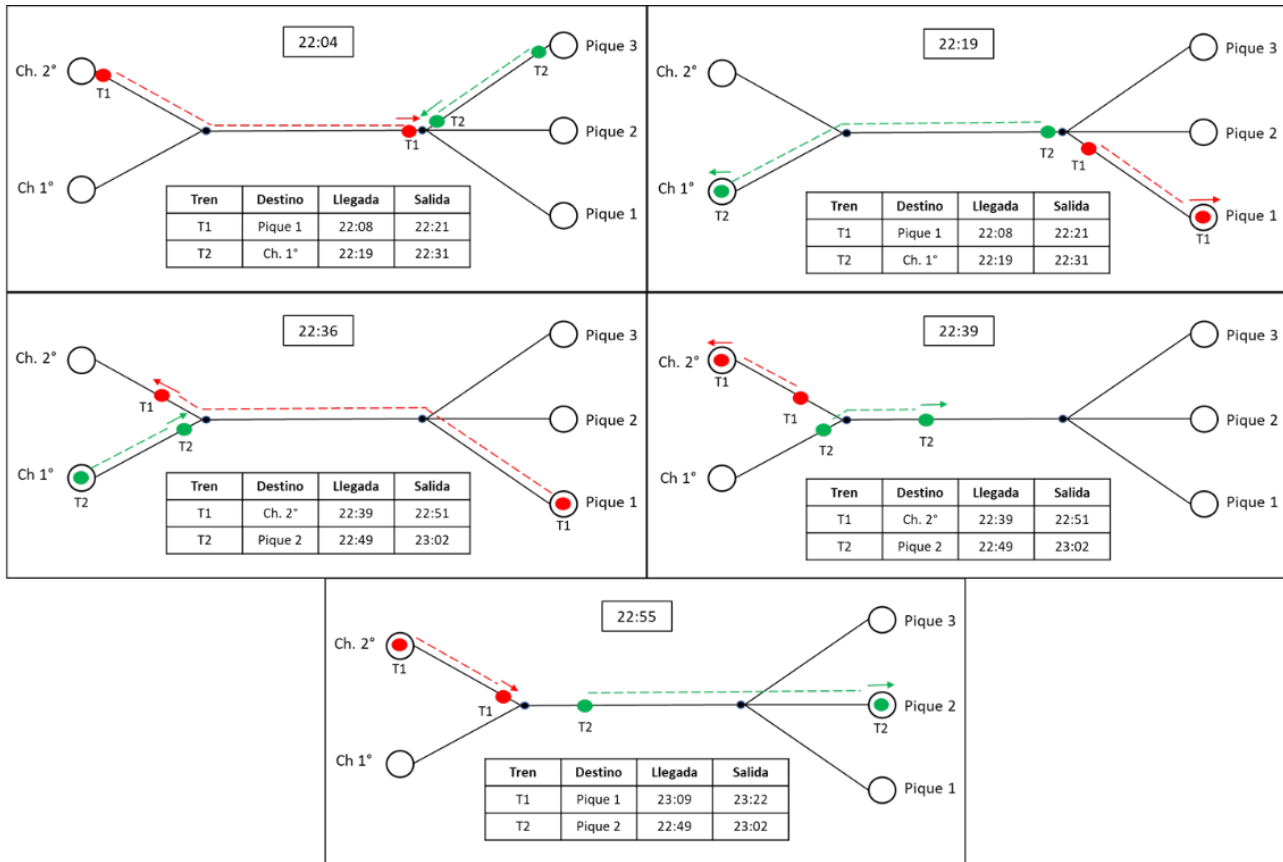 22:04
Ch. 2°
T1
T1
T2
T2
Pique 3
Pique 2
Ch 1°
Pique 1
Tren Destino Llegada Salida
T1 Pique 1 22:08 22:21
T2 Ch. 1° 22:19 22:31
22:19
Ch. 2°
Pique 3
Pique 2
T2
T1
Ch 1°
T2
Pique 1
T1
Tren Destino Llegada Salida
T1 Pique 1 22:08 22:21
T2 Ch. 1° 22:19 22:31
22:36
Ch. 2°
Pique 3
T1
T2
Pique 2
Ch 1°
T2
Pique 1
T1
Tren Destino Llegada Salida
T1 Ch. 2° 22:39 22:51
T2 Pique 2 22:49 23:02
22:39
Ch. 2°
T1
Pique 3
T1
T2
T2
Pique 2
Ch 1°
Pique 1
Tren Destino Llegada Salida
T1 Ch. 2° 22:39 22:51
T2 Pique 2 22:49 23:02
22:55
Ch. 2°
T1
Pique 3
T1
T2
Pique 2
T2
Ch 1°
Pique 1
Tren Destino Llegada Salida
T1 Pique 1 23:09 23:22
T2 Pique 2 22:49 23:02